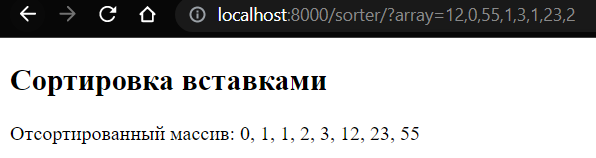 localhost:8000/sorter/?array=12,0,55,1,3,1,23,2
Сортировка вставками
Отсортированный массив: 0, 1, 1, 2, 3, 12, 23, 55